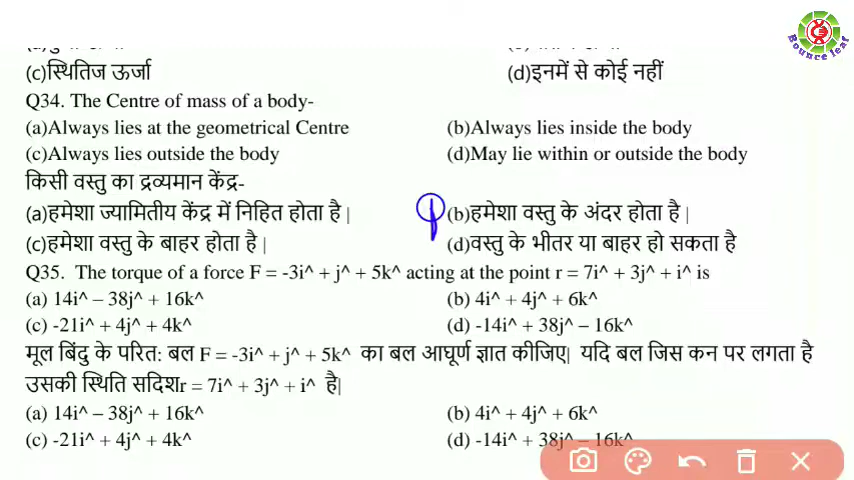 Bounce leaf
(c)स्थितिज ऊर्जा (d)इनमें से कोई नहीं
Q34. The Centre of mass of a body-
(a)Always lies at the geometrical Centre (b)Always lies inside the body
(c)Always lies outside the body (d)May lie within or outside the body
किसी वस्तु का द्रव्यमान केंद्र-
(a)हमेशा ज्यामितीय केंद्र में निहित होता है | (b)हमेशा वस्तु के अंदर होता है |
(c)हमेशा वस्तु के बाहर होता है | (d)वस्तु के भीतर या बाहर हो सकता है
Q35. The torque of a force F = -3i^ + j^ + 5k^ acting at the point r = 7i^ + 3j^ + i^ is
(a) 14i^ – 38j^ + 16k^ (b) 4i^ + 4j^ + 6k^
(c) -21i^ + 4j^ + 4k^ (d) -14i^ + 38j^ – 16k^
मूल बिंदु के परित: बल F = -3i^ + j^ + 5k^ का बल आघूर्ण ज्ञात कीजिए| यदि बल जिस कन पर लगता है
उसकी स्थिति सदिशr = 7i^ + 3j^ + i^ है|
(a) 14i^ – 38j^ + 16k^ (b) 4i^ + 4j^ + 6k^
(c) -21i^ + 4j^ + 4k^ (d) -14i^ + 38j^ – 16k^